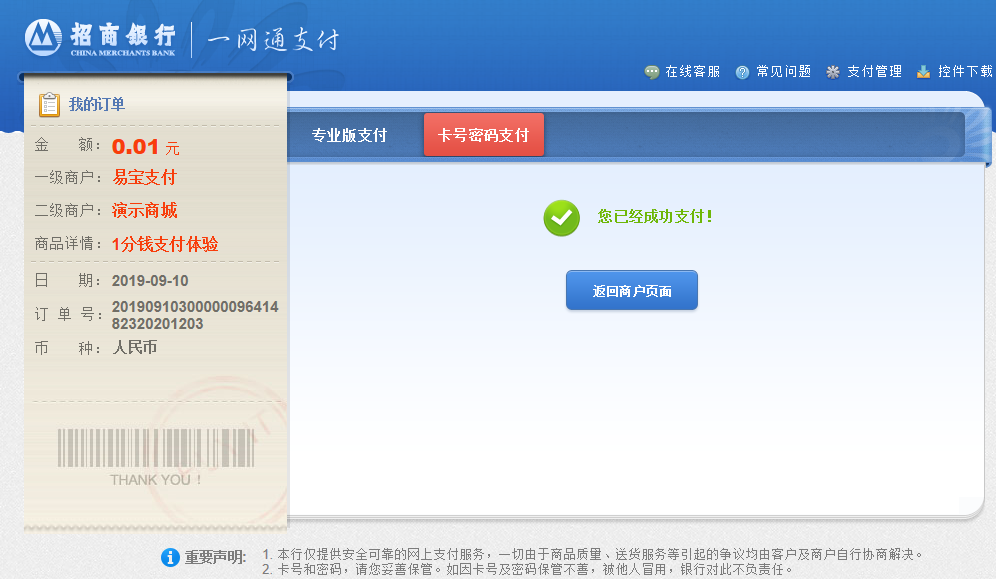 招商银行
CHINA MERCHANTS BANK
一网通支付
在线客服 常见问题 支付管理 控件下载
我的订单
专业版支付 卡号密码支付
金 额: 0.01 元
一级商户: 易宝支付
二级商户: 演示商城
商品详情: 1分钱支付体验
您已经成功支付!
日 期: 2019-09-10
返回商户页面
订 单 号: 20190910300000096414
82320201203
币 种: 人民币
THANK YOU !
重要声明:
1. 本行仅提供安全可靠的网上支付服务,一切由于商品质量、送货服务等引起的争议均由客户及商户自行协商解决。
2. 卡号和密码,请您妥善保管。如因卡号及密码保管不善,被他人冒用,银行对此不负责任。